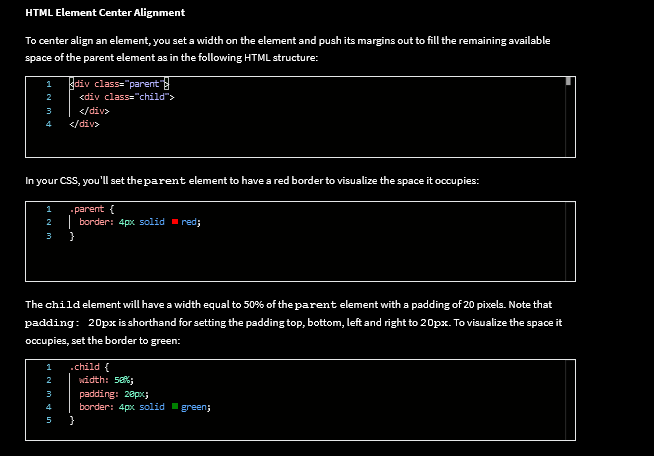 HTML Element Center Alignment
To center align an element, you set a width on the element and push its margins out to fill the remaining available
space of the parent element as in the following HTML structure:
1 <div class="parent">
2 <div class="child">
3 </div>
4 </div>
In your CSS, you'll set the parent element to have a red border to visualize the space it occupies:
1 .parent {
2 border: 4px solid red;
3 }
The child element will have a width equal to 50% of the parent element with a padding of 20 pixels. Note that
padding: 20px is shorthand for setting the padding top, bottom, left and right to 20px. To visualize the space it
occupies, set the border to green:
1 .child {
2 width: 50%;
3 padding: 20px;
4 border: 4px solid green;
5 }